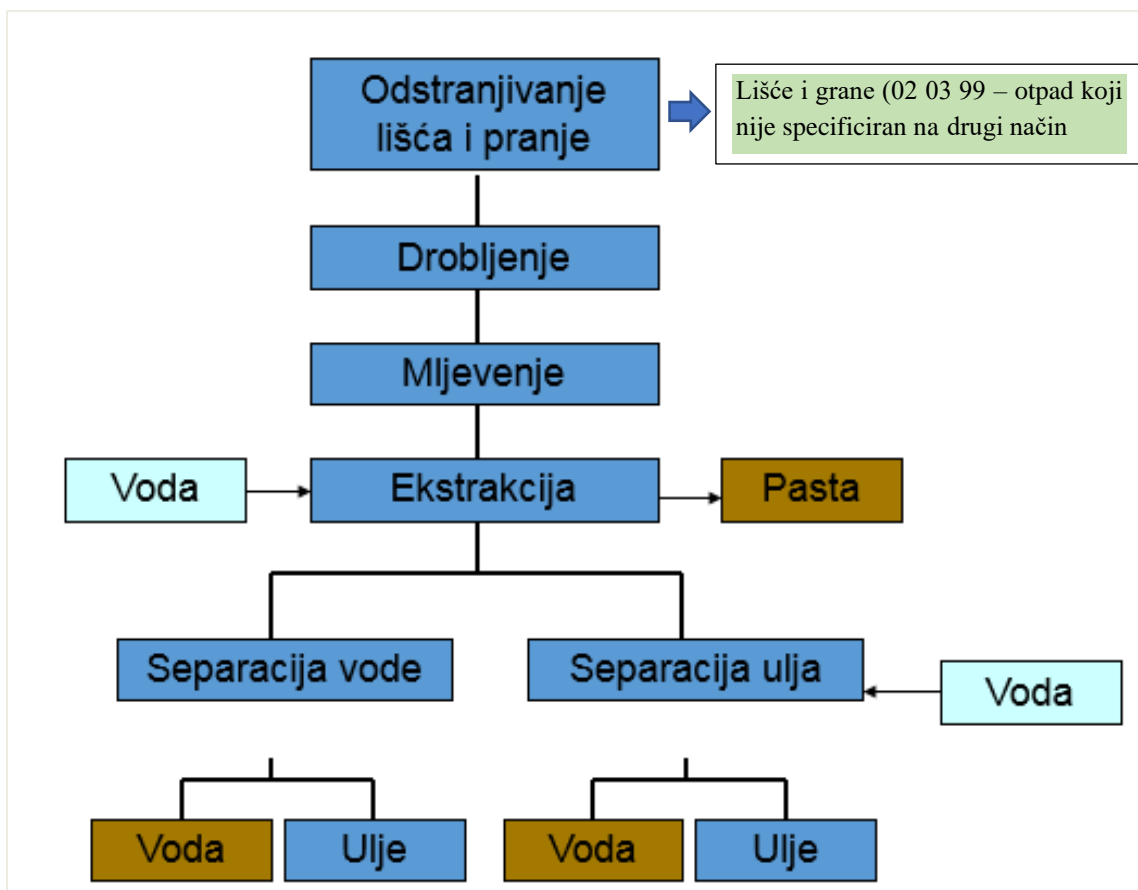 Odstranjivanje
lišća i pranje
Lišće i grane (02 03 99 – otpad koji
nije specificiran na drugi način
Drobljenje
Mljevenje
Voda
Ekstrakcija
Pasta
Separacija vode
Separacija ulja
Voda
Voda
Ulje
Voda
Ulje